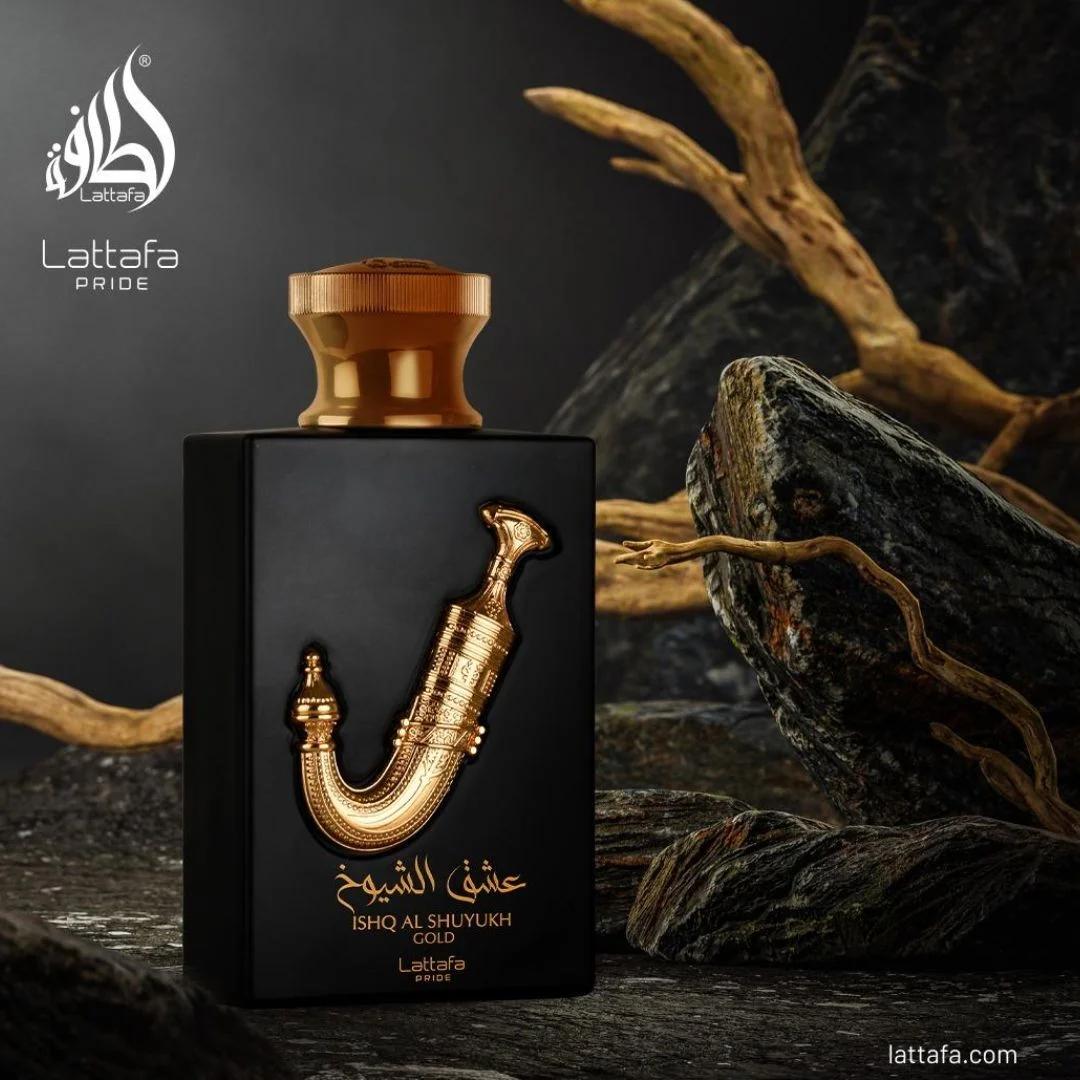 لطافة
®
Lattafa
Lattafa
PRIDE
عشق الشيوخ
ISHQ AL SHUYUKH
GOLD
Lattafa
PRIDE
lattafa.com